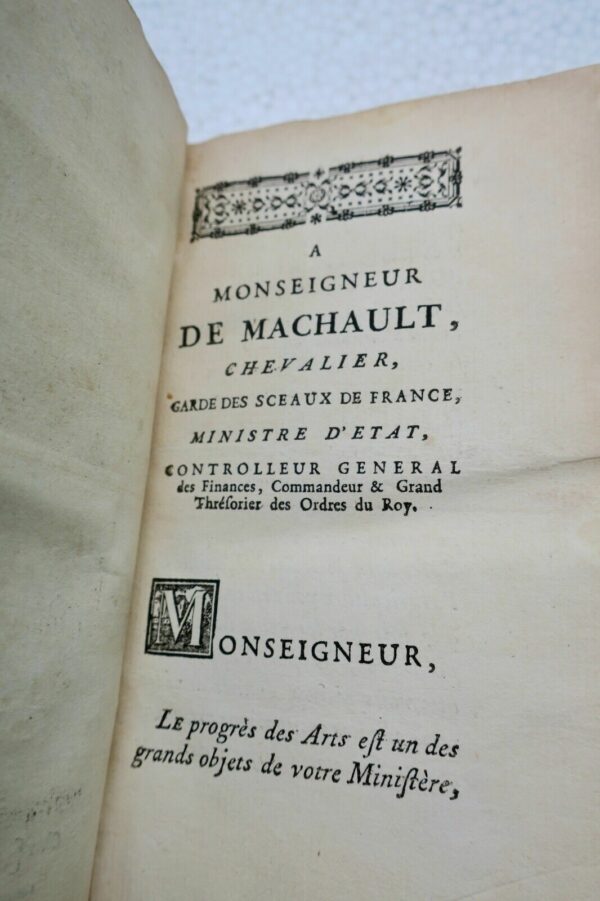 A
MONSEIGNEUR
DE MACHAULT,
CHEVALIER,
GARDE DES SCEAUX DE FRANCE,
MINISTRE D'ETAT,
CONTROLLEUR GENERAL
des Finances, Commandeur & Grand
Thréſorier des Ordres du Roy.
MONSEIGNEUR,
LE progrès des Arts eſt un des
grands objets de votre Miniſtère,